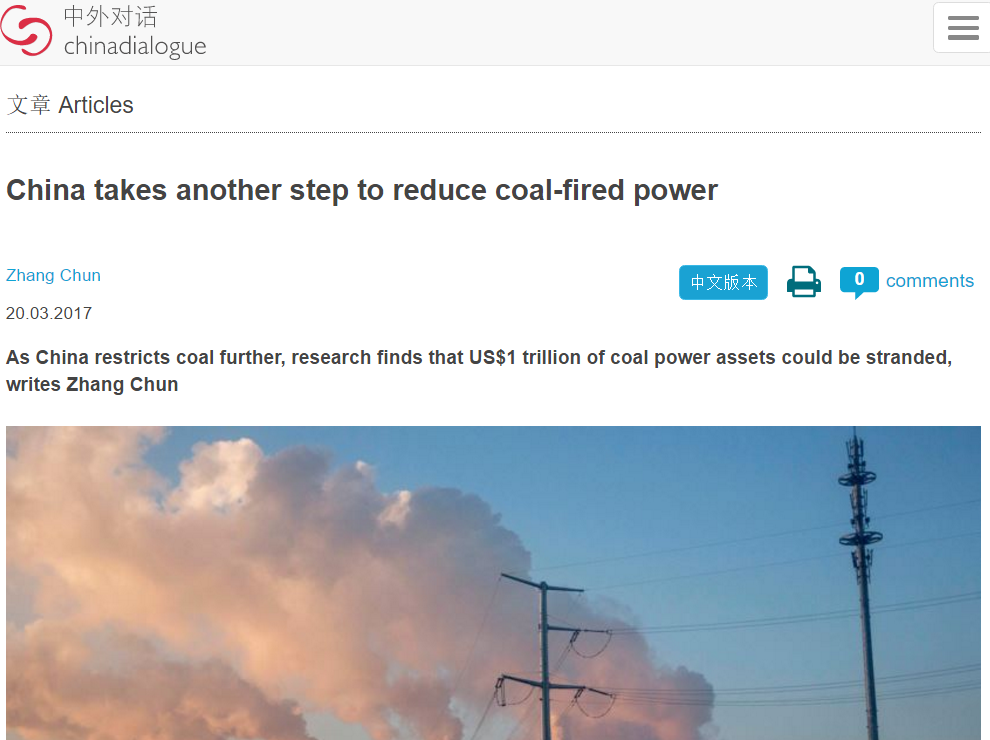 中外对话
chinadialogue
文章 Articles
China takes another step to reduce coal-fired power
Zhang Chun
中文版本
0
comments
20.03.2017
As China restricts coal further, research finds that US$1 trillion of coal power assets could be stranded,
writes Zhang Chun